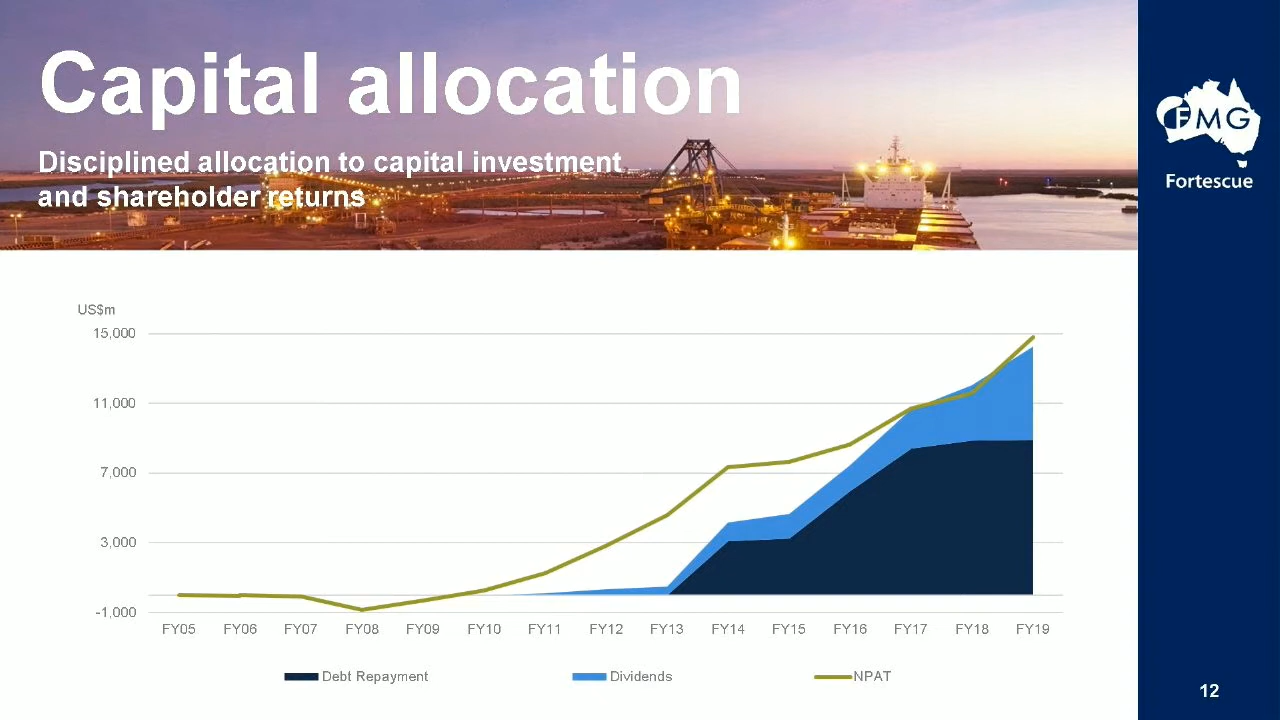 Capital allocation
Disciplined allocation to capital investment
and shareholder returns
FMG
Fortescue
US$m
15,000
11,000
7,000
3,000
-1,000
FY05 FY06 FY07 FY08 FY09 FY10 FY11 FY12 FY13 FY14 FY15 FY16 FY17 FY18 FY19
Debt Repayment Dividends NPAT
12